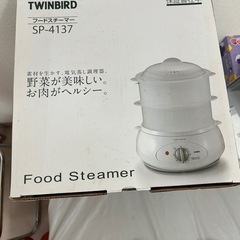 TWINBIRD
フードスチーマー
SP-4137
素材を生かす、電気蒸し調理器。
野菜が美味しい。
お肉がヘルシー。
Food Steamer